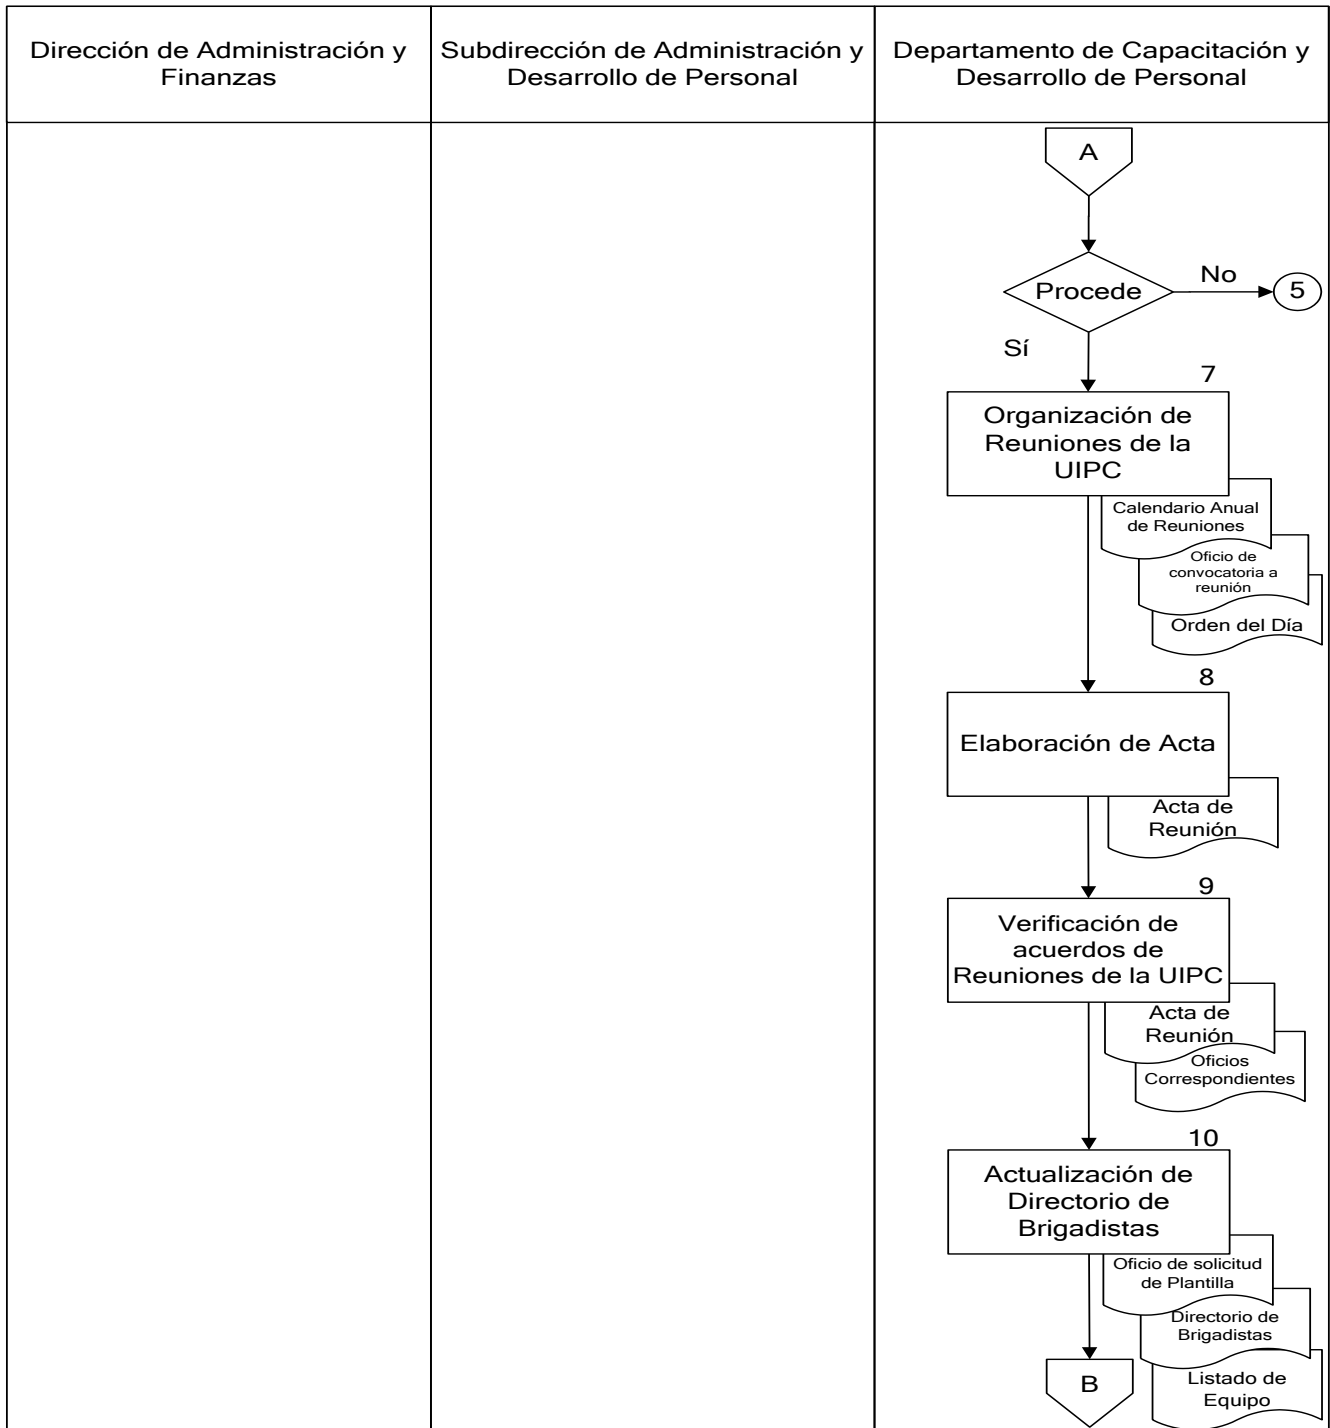 Dirección de Administración y
Finanzas
Subdirección de Administración y
Desarrollo de Personal
Departamento de Capacitación y
Desarrollo de Personal
A
Procede
No
5
Sí
7
Organización de
Reuniones de la
UIPC
Calendario Anual
de Reuniones
Oficio de
convocatoria a
reunión
Orden del Día
8
Elaboración de Acta
Acta de
Reunión
9
Verificación de
acuerdos de
Reuniones de la UIPC
Acta de
Reunión
Oficios
Correspondientes
10
Actualización de
Directorio de
Brigadistas
Oficio de solicitud
de Plantilla
Directorio de
Brigadistas
Listado de
Equipo
B